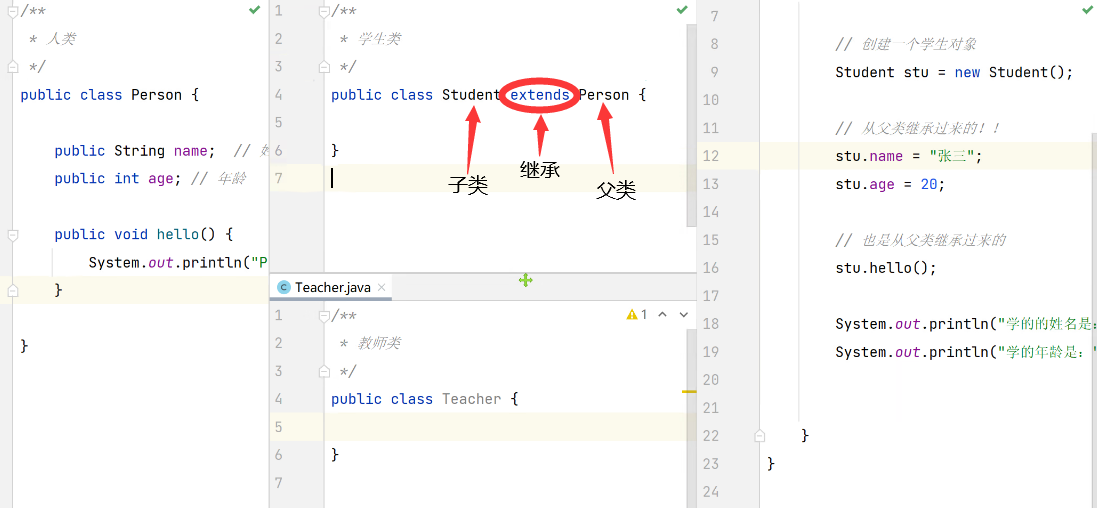 /**
 * 人类
 */
public class Person {
public String name;  //
public int age; // 年龄
public void hello() {
System.out.println("P
}
}
1 /**
2 * 学生类
3 */
4 public class Student extends Person {
5
6 }
7
子类
继承
父类
Teacher.java
1 /**
1
2 * 教师类
3 */
4 public class Teacher {
5
6 }
7
7
8 // 创建一个学生对象
9 Student stu = new Student();
10
11 // 从父类继承过来的！！
12 stu.name = "张三";
13 stu.age = 20;
14
15 // 也是从父类继承过来的
16 stu.hello();
17
18 System.out.println("学的的姓名是：
19 System.out.println("学的年龄是："
20
21
22 }
23 }
24